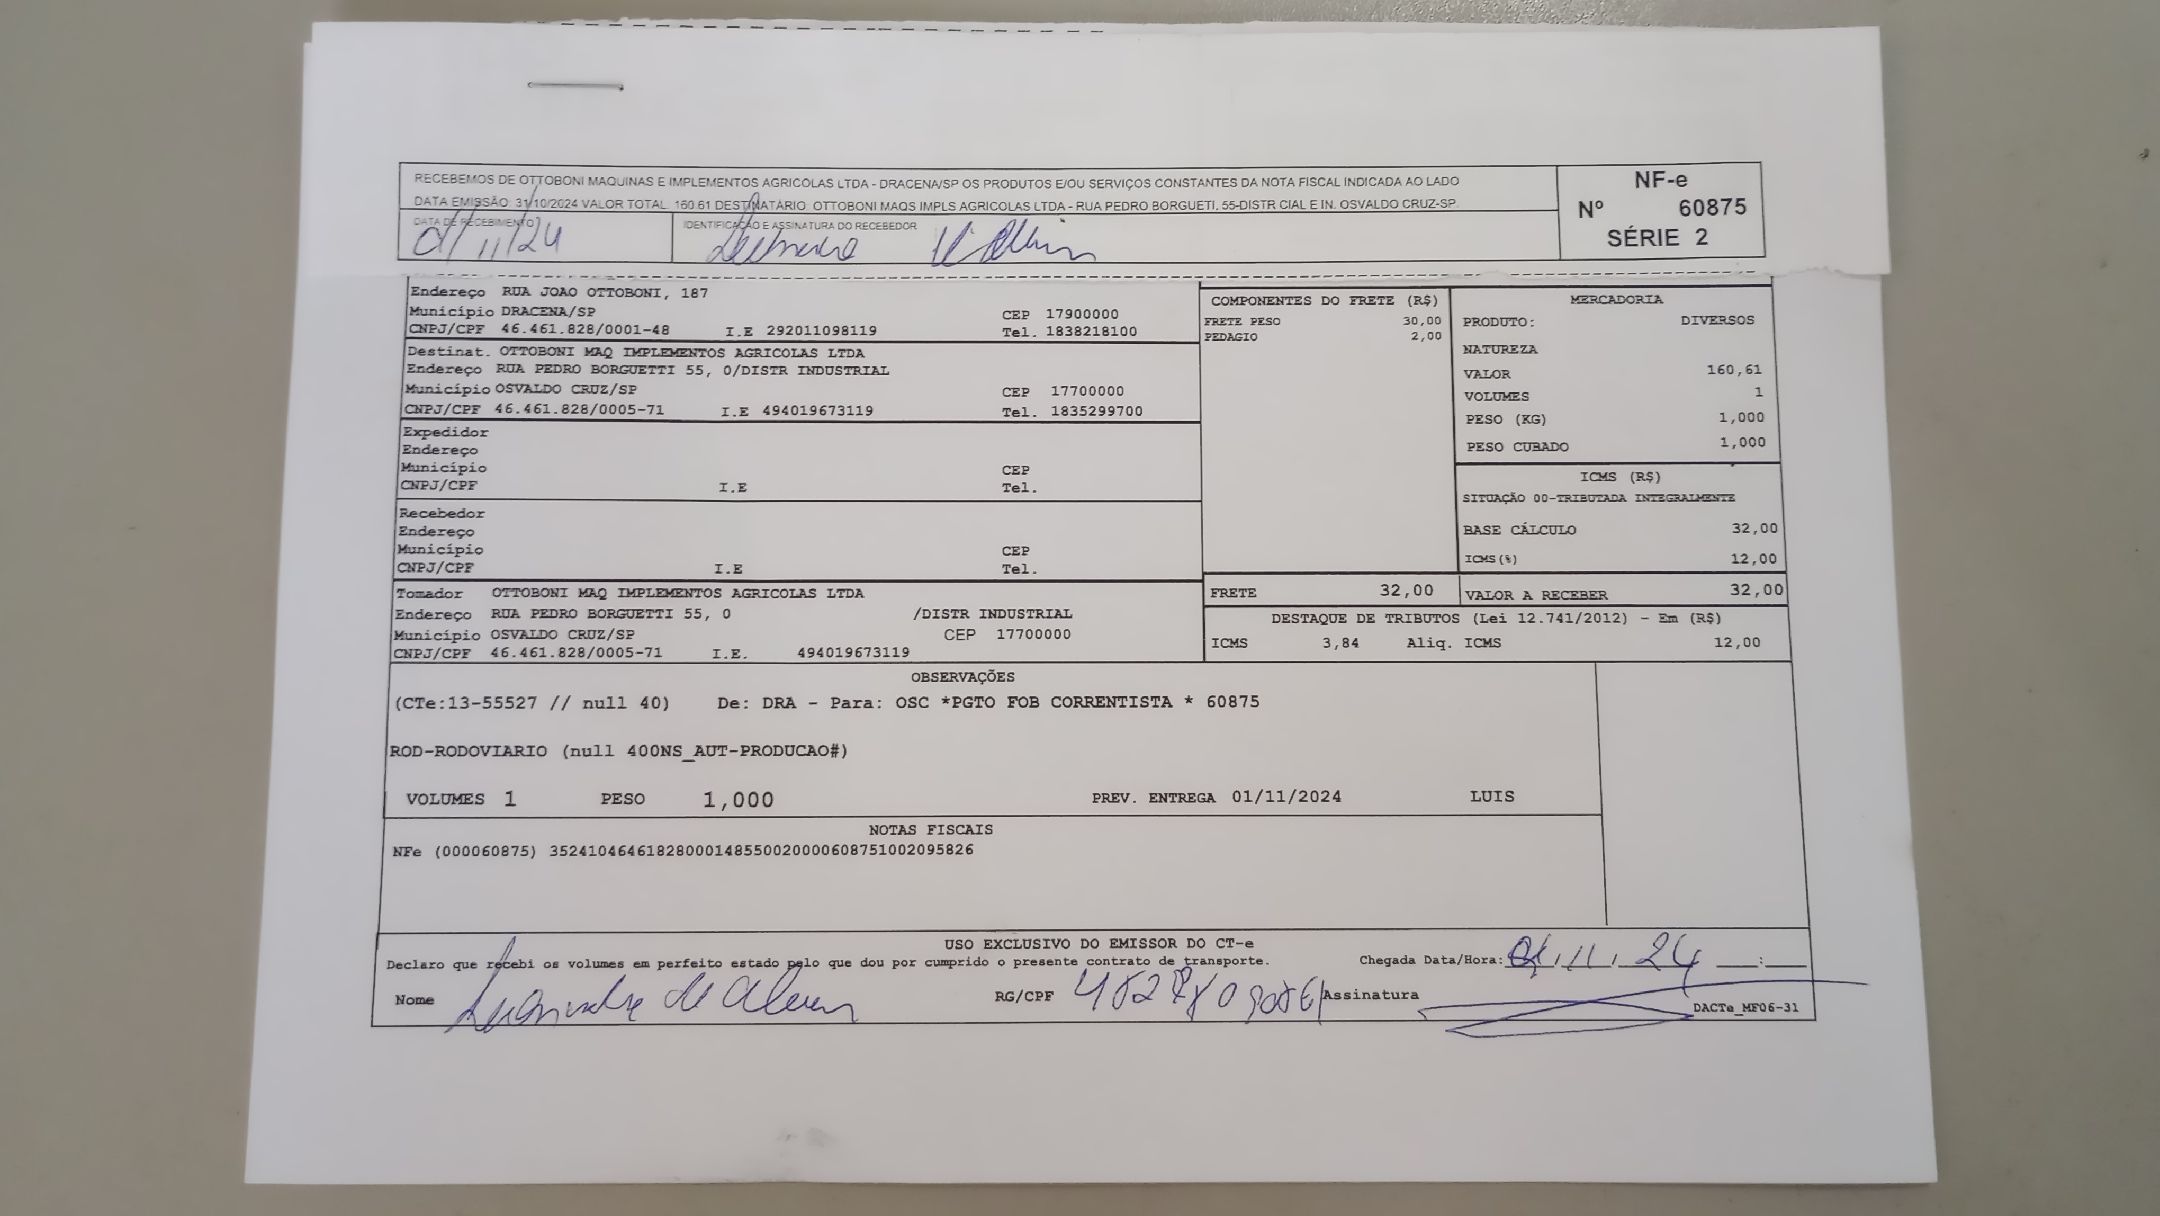 RECEBEMOS DE OTTOBONI MAQUINAS E IMPLEMENTOS AGRICOLAS LTDA - DRACENA/SP OS PRODUTOS E/OU SERVIÇOS CONSTANTES DA NOTA FISCAL INDICADA AO LADO
DATA EMISSÃO: 31/10/2024 VALOR TOTAL: 160.61 DESTINATÁRIO: OTTOBONI MAQS IMPLS AGRICOLAS LTDA - RUA PEDRO BORGUETI, 55-DISTR CIAL E IN. OSVALDO CRUZ-SP.
DATA DE RECEBIMENTO
01/11/24
IDENTIFICAÇÃO E ASSINATURA DO RECEBEDOR
NF-e
Nº 60875
SÉRIE 2
Endereço RUA JOAO OTTOBONI, 187
Município DRACENA/SP CEP 17900000
CNPJ/CPF 46.461.828/0001-48 I.E 292011098119 Tel. 1838218100
Destinat. OTTOBONI MAQ IMPLEMENTOS AGRICOLAS LTDA
Endereço RUA PEDRO BORGUETTI 55, 0/DISTR INDUSTRIAL
Município OSVALDO CRUZ/SP CEP 17700000
CNPJ/CPF 46.461.828/0005-71 I.E 494019673119 Tel. 1835299700
Expedidor
Endereço
Município CEP
CNPJ/CPF I.E Tel.
Recebedor
Endereço
Município CEP
CNPJ/CPF I.E Tel.
Tomador OTTOBONI MAQ IMPLEMENTOS AGRICOLAS LTDA
Endereço RUA PEDRO BORGUETTI 55, 0 /DISTR INDUSTRIAL
Município OSVALDO CRUZ/SP CEP 17700000
CNPJ/CPF 46.461.828/0005-71 I.E. 494019673119
COMPONENTES DO FRETE (R$)
FRETE PESO 30,00
PEDAGIO 2,00
MERCADORIA
PRODUTO: DIVERSOS
NATUREZA
VALOR 160,61
VOLUMES 1
PESO (KG) 1,000
PESO CUBADO 1,000
ICMS (R$)
SITUAÇÃO 00-TRIBUTADA INTEGRALMENTE
BASE CÁLCULO 32,00
ICMS(%) 12,00
FRETE 32,00
VALOR A RECEBER 32,00
DESTAQUE DE TRIBUTOS (Lei 12.741/2012) - Em (R$)
ICMS 3,84 Aliq. ICMS 12,00
OBSERVAÇÕES
(CTe:13-55527 // null 40) De: DRA - Para: OSC *PGTO FOB CORRENTISTA * 60875
ROD-RODOVIARIO (null 400NS_AUT-PRODUCAO#)
VOLUMES 1 PESO 1,000 PREV. ENTREGA 01/11/2024 LUIS
NOTAS FISCAIS
NFe (000060875) 35241046461828000148550020000608751002095826
USO EXCLUSIVO DO EMISSOR DO CT-e
Declaro que recebi os volumes em perfeito estado pelo que dou por cumprido o presente contrato de transporte. Chegada Data/Hora: 01/11/24 __:__
Nome RG/CPF Assinatura
DACTe_MF06-31